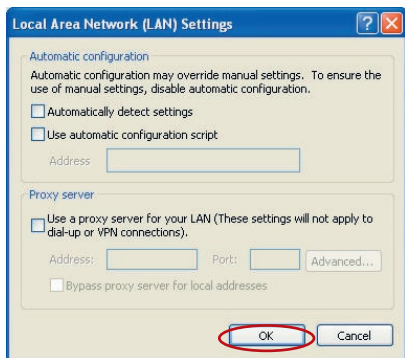 Local Area Network (LAN) Settings
Automatic configuration
Automatic configuration may override manual settings. To ensure the
use of manual settings, disable automatic configuration.
Automatically detect settings
Use automatic configuration script
Address
Proxy server
Use a proxy server for your LAN (These settings will not apply to
dial-up or VPN connections).
Address: Port: Advanced...
Bypass proxy server for local addresses
OK Cancel